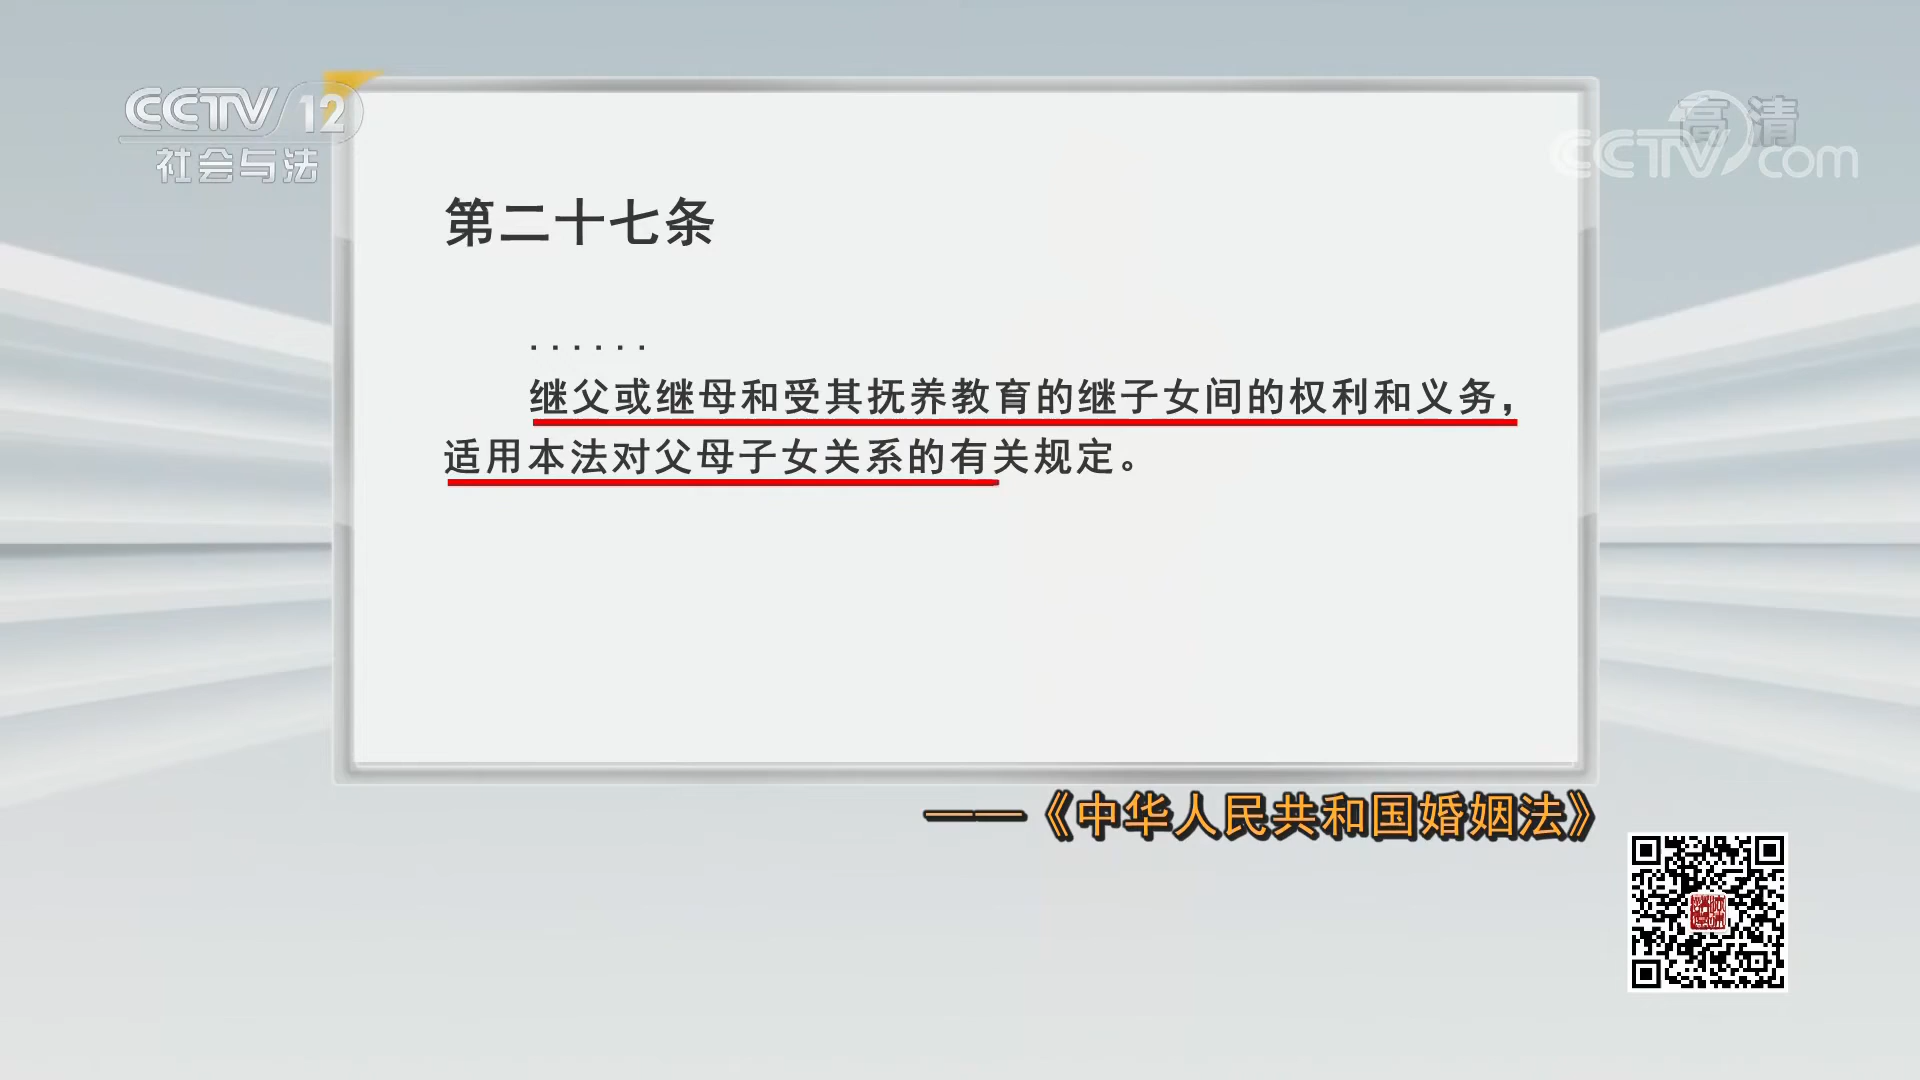 CCTV 12
社会与法
高清
CCTV.com
第二十七条
......
继父或继母和受其抚养教育的继子女间的权利和义务，
适用本法对父母子女关系的有关规定。
——《中华人民共和国婚姻法》